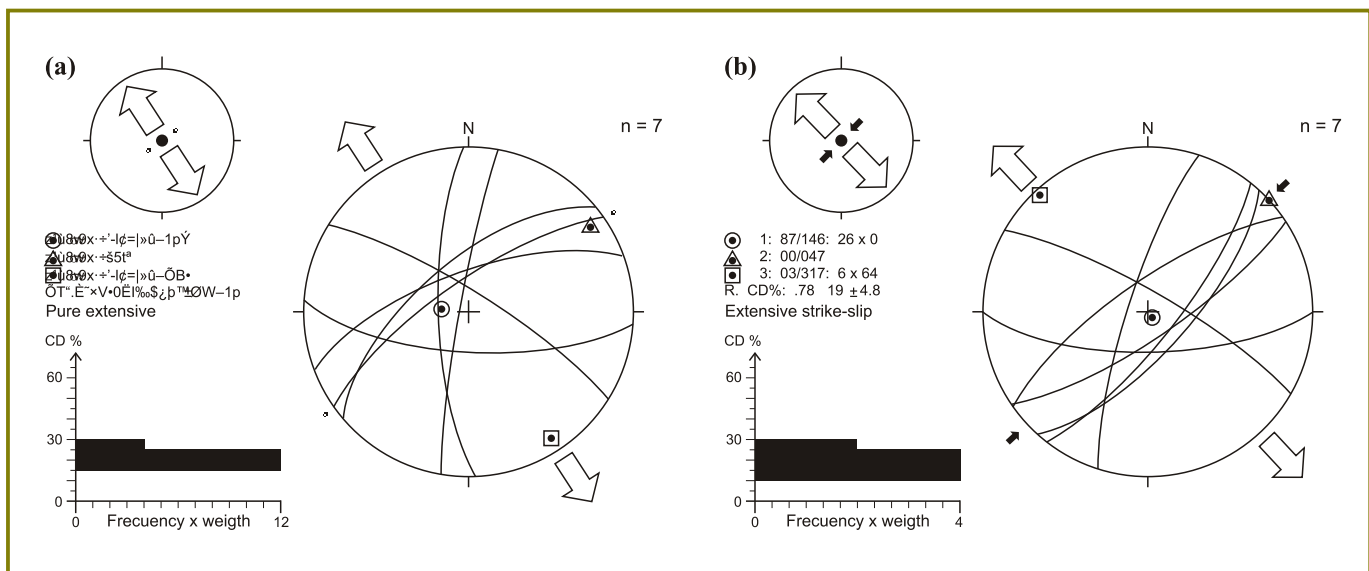 (a)
N
n = 7
Pure extensive
CD %
60
30
0
0 Frecuency x weigth 12
(b)
N
n = 7
1: 87/146: 26 x 0
2: 00/047
3: 03/317: 6 x 64
R. CD%: .78 19 ± 4.8
Extensive strike-slip
CD %
60
30
0
0 Frecuency x weigth 4